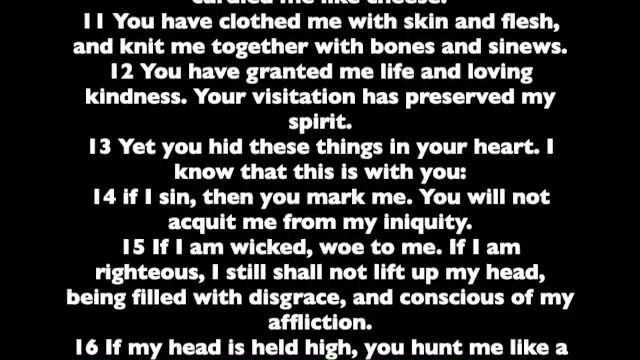 curdled me like cheese?
11 You have clothed me with skin and flesh,
and knit me together with bones and sinews.
12 You have granted me life and loving
kindness. Your visitation has preserved my
spirit.
13 Yet you hid these things in your heart. I
know that this is with you:
14 if I sin, then you mark me. You will not
acquit me from my iniquity.
15 If I am wicked, woe to me. If I am
righteous, I still shall not lift up my head,
being filled with disgrace, and conscious of my
affliction.
16 If my head is held high, you hunt me like a